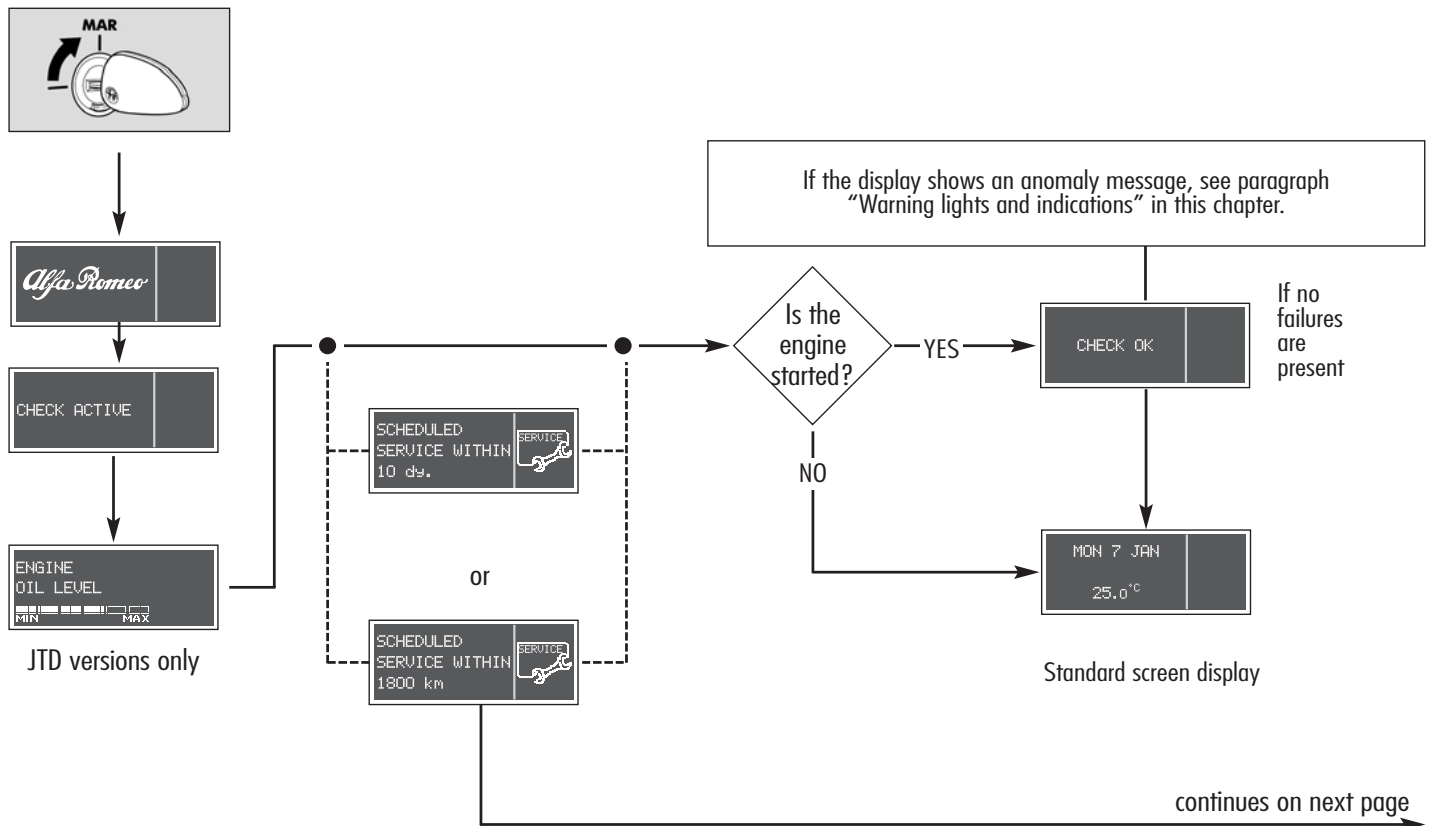 MAR
Alfa Romeo
CHECK ACTIVE
ENGINE
OIL LEVEL
MIN MAX
JTD versions only
SCHEDULED
SERVICE WITHIN
10 dy.
SERVICE
or
SCHEDULED
SERVICE WITHIN
1800 km
SERVICE
If the display shows an anomaly message, see paragraph
“Warning lights and indications” in this chapter.
Is the
engine
started?
YES
NO
CHECK OK
If no
failures
are
present
MON 7 JAN
25.0°C
Standard screen display
continues on next page